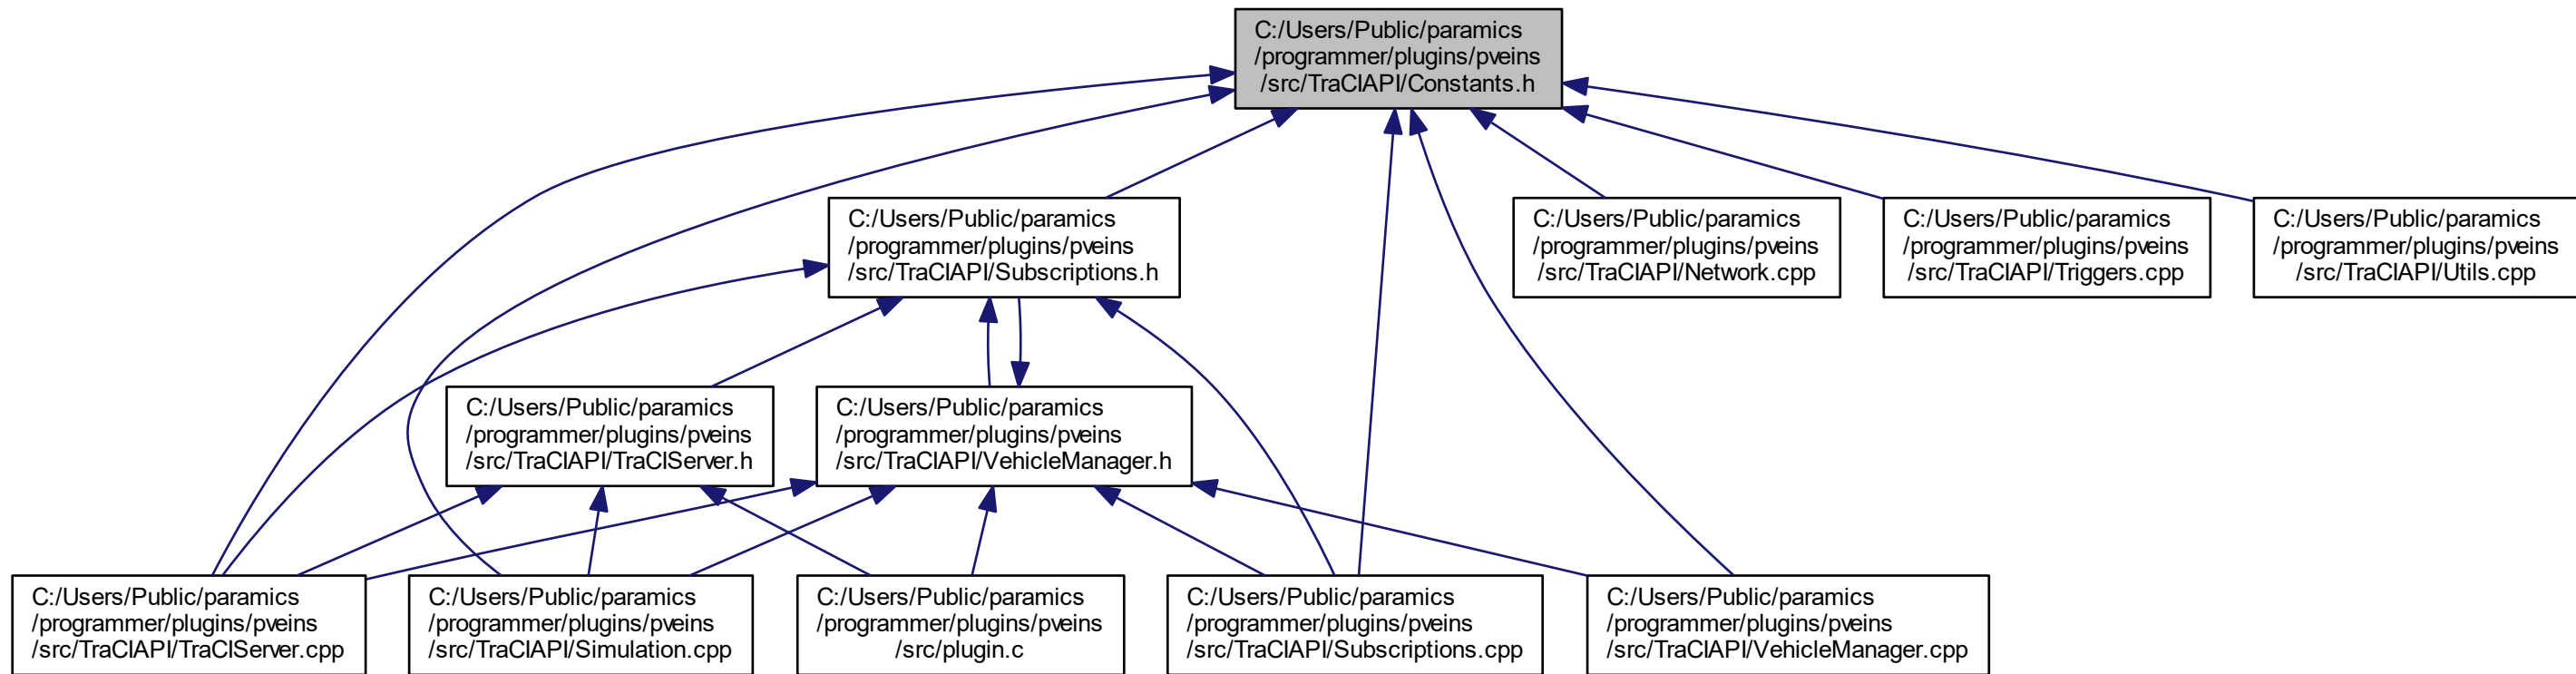 C:/Users/Public/paramics
/programmer/plugins/pveins
/src/TraCIAPI/Constants.h
C:/Users/Public/paramics
/programmer/plugins/pveins
/src/TraCIAPI/Subscriptions.h
C:/Users/Public/paramics
/programmer/plugins/pveins
/src/TraCIAPI/Network.cpp
C:/Users/Public/paramics
/programmer/plugins/pveins
/src/TraCIAPI/Triggers.cpp
C:/Users/Public/paramics
/programmer/plugins/pveins
/src/TraCIAPI/Utils.cpp
C:/Users/Public/paramics
/programmer/plugins/pveins
/src/TraCIAPI/TraCIServer.h
C:/Users/Public/paramics
/programmer/plugins/pveins
/src/TraCIAPI/VehicleManager.h
C:/Users/Public/paramics
/programmer/plugins/pveins
/src/TraCIAPI/TraCIServer.cpp
C:/Users/Public/paramics
/programmer/plugins/pveins
/src/TraCIAPI/Simulation.cpp
C:/Users/Public/paramics
/programmer/plugins/pveins
/src/plugin.c
C:/Users/Public/paramics
/programmer/plugins/pveins
/src/TraCIAPI/Subscriptions.cpp
C:/Users/Public/paramics
/programmer/plugins/pveins
/src/TraCIAPI/VehicleManager.cpp